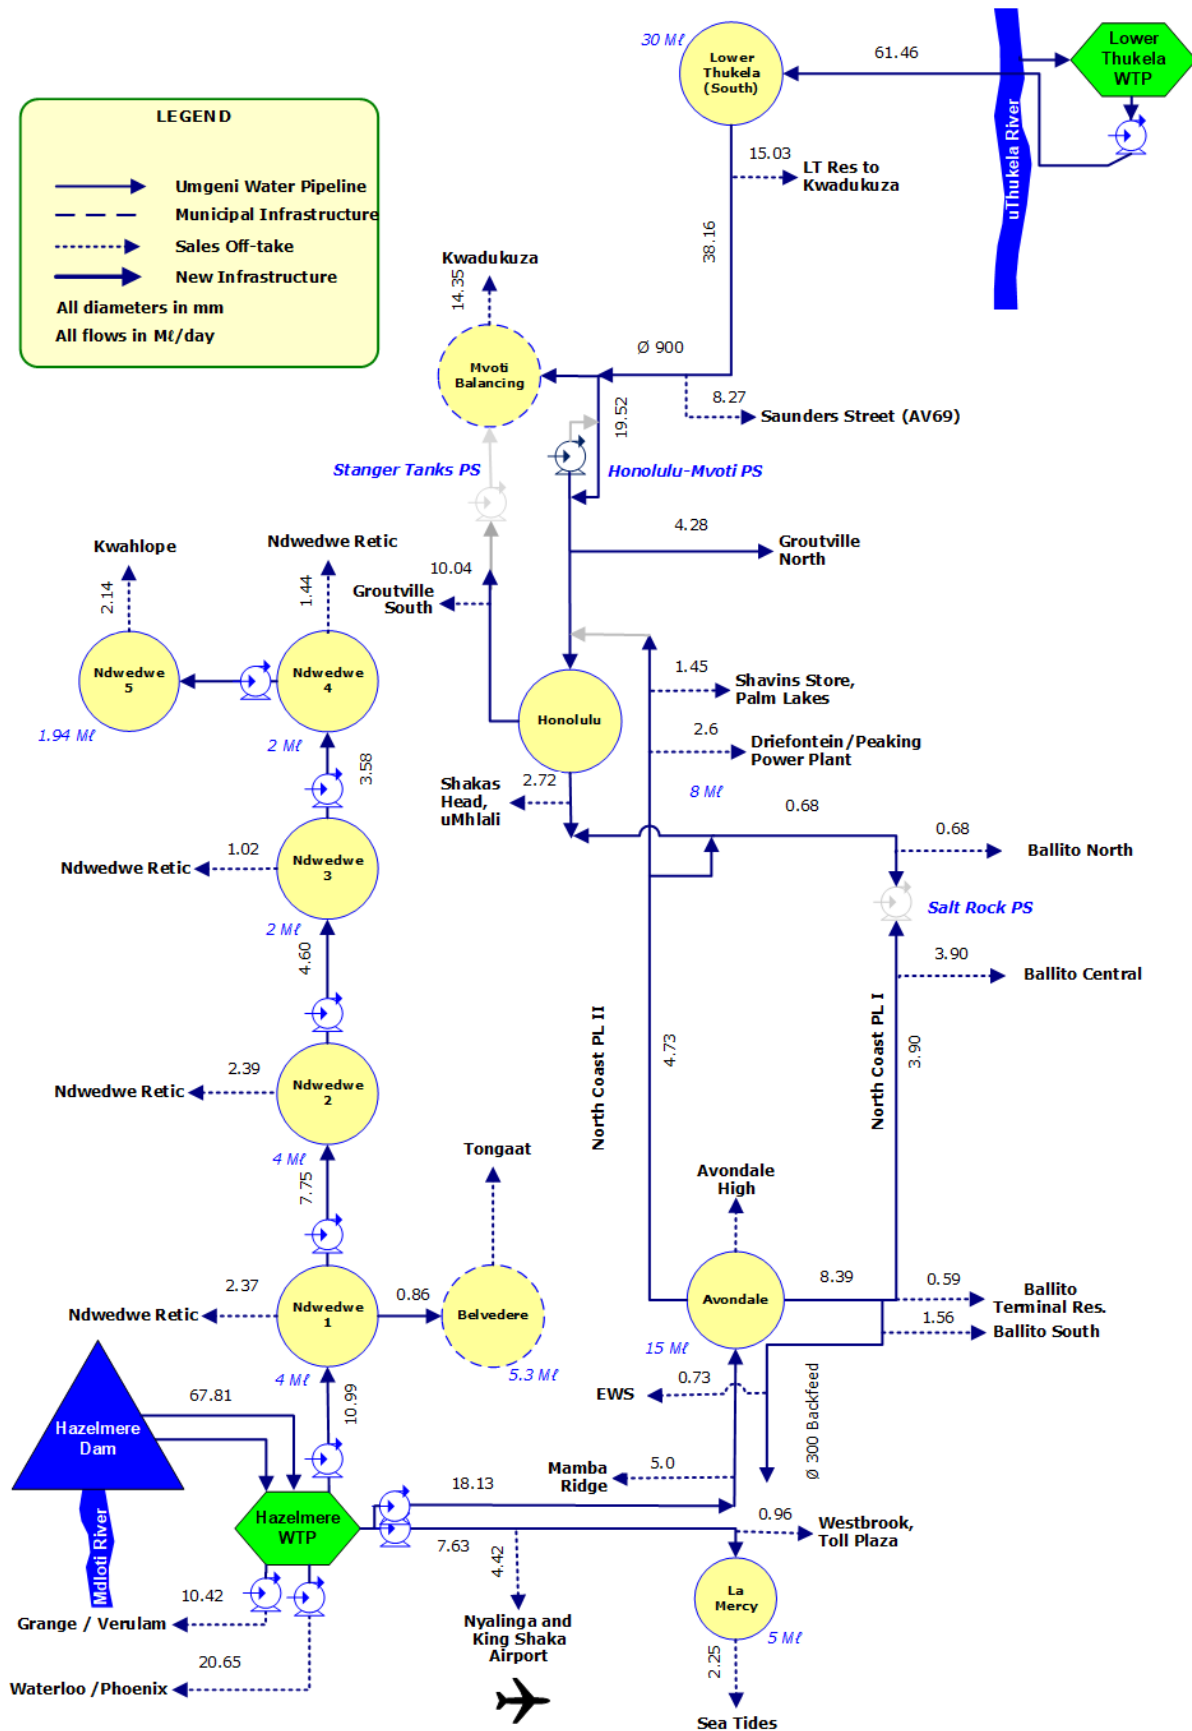 30 Mℓ
Lower
Thukela
(South)
61.46
uThukela River
Lower
Thukela
WTP
LEGEND
Umgeni Water Pipeline
Municipal Infrastructure
Sales Off-take
New Infrastructure
All diameters in mm
All flows in Mℓ/day
15.03
LT Res to
Kwadukuza
38.16
Kwadukuza
14.35
Mvoti
Balancing
Ø 900
8.27
Saunders Street (AV69)
19.52
Stanger Tanks PS
Honolulu-Mvoti PS
4.28
Groutville
North
10.04
Groutville
South
Kwahlope
2.14
Ndwedwe Retic
1.44
Ndwedwe
5
1.94 Mℓ
Ndwedwe
4
2 Mℓ
Honolulu
1.45
Shavins Store,
Palm Lakes
2.6
Driefontein/Peaking
Power Plant
8 Mℓ
3.58
Shakas
Head,
uMhlali
2.72
0.68
0.68
Ballito North
Ndwedwe Retic
1.02
Ndwedwe
3
2 Mℓ
Salt Rock PS
4.60
3.90
Ballito Central
North Coast PL II
4.73
North Coast PL I
3.90
Ndwedwe Retic
2.39
Ndwedwe
2
4 Mℓ
7.75
Tongaat
Avondale
High
Ndwedwe Retic
2.37
Ndwedwe
1
4 Mℓ
0.86
Belvedere
5.3 Mℓ
Avondale
15 Mℓ
8.39
0.59
Ballito
Terminal Res.
1.56
Ballito South
EWS
0.73
Ø 300 Backfeed
Hazelmere
Dam
67.81
10.99
Mdloti River
Hazelmere
WTP
Mamba
Ridge
5.0
18.13
7.63
4.42
0.96
Westbrook,
Toll Plaza
10.42
Grange / Verulam
20.65
Waterloo /Phoenix
Nyalinga and
King Shaka
Airport
La
Mercy
5 Mℓ
2.25
Sea Tides